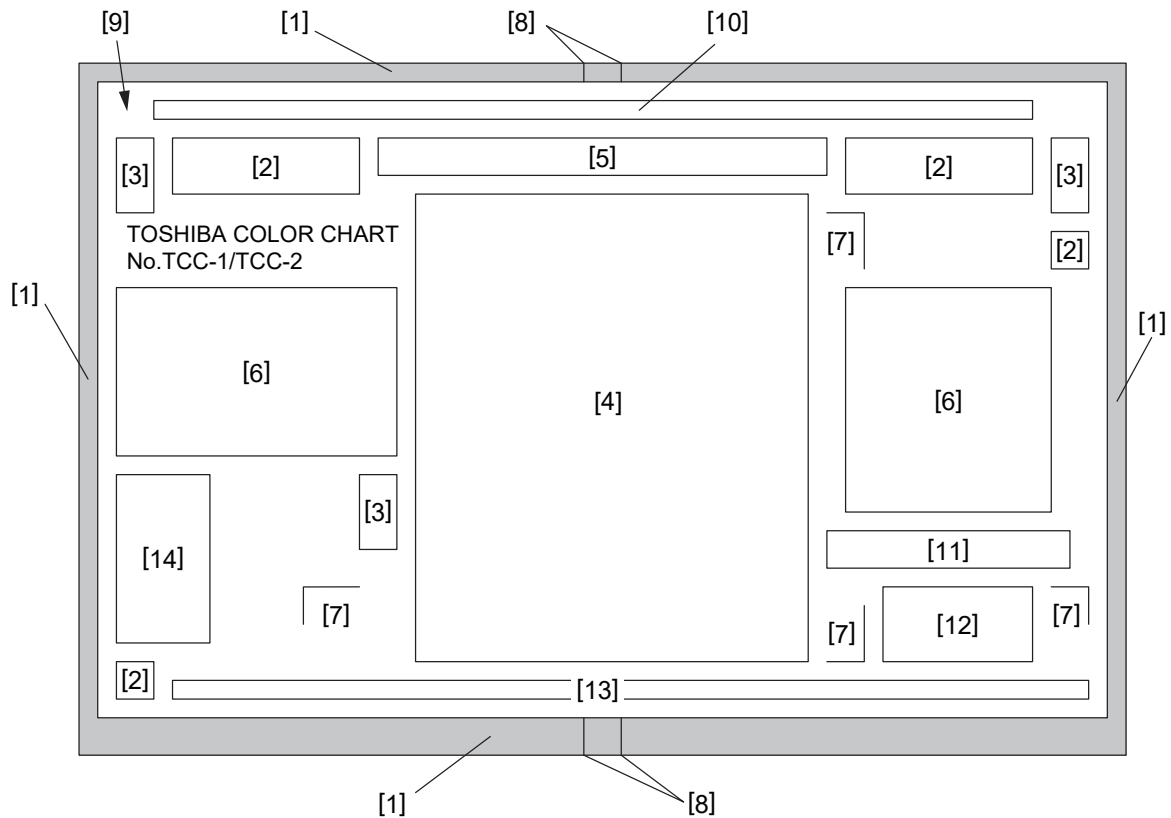 [9] [1] [8] [10]
[3] [2] [5] [2] [3]
TOSHIBA COLOR CHART
No.TCC-1/TCC-2
[7] [2]
[1] [1]
[6] [4] [6]
[3]
[14] [11]
[7] [7] [12] [7]
[2] [13]
[1] [8]